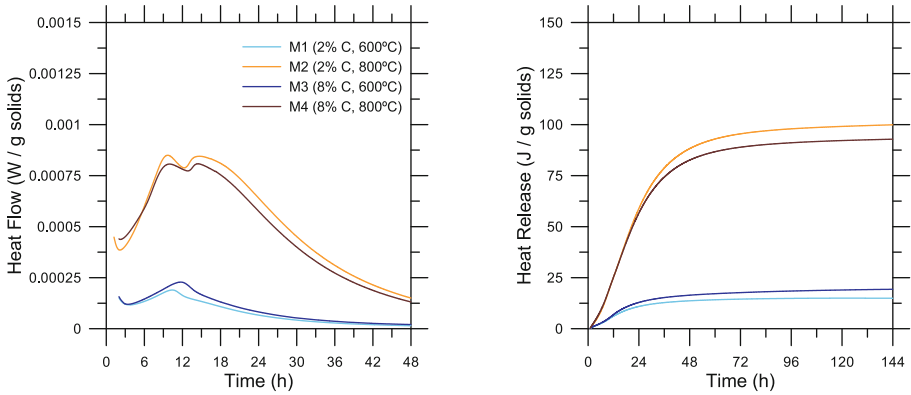 Heat Flow (W / g solids)
0.0015
0.00125
0.001
0.00075
0.0005
0.00025
0
M1 (2% C, 600ºC)
M2 (2% C, 800ºC)
M3 (8% C, 600ºC)
M4 (8% C, 800ºC)
0 6 12 18 24 30 36 42 48
Time (h)
Heat Release (J / g solids)
150
125
100
75
50
25
0
0 24 48 72 96 120 144
Time (h)